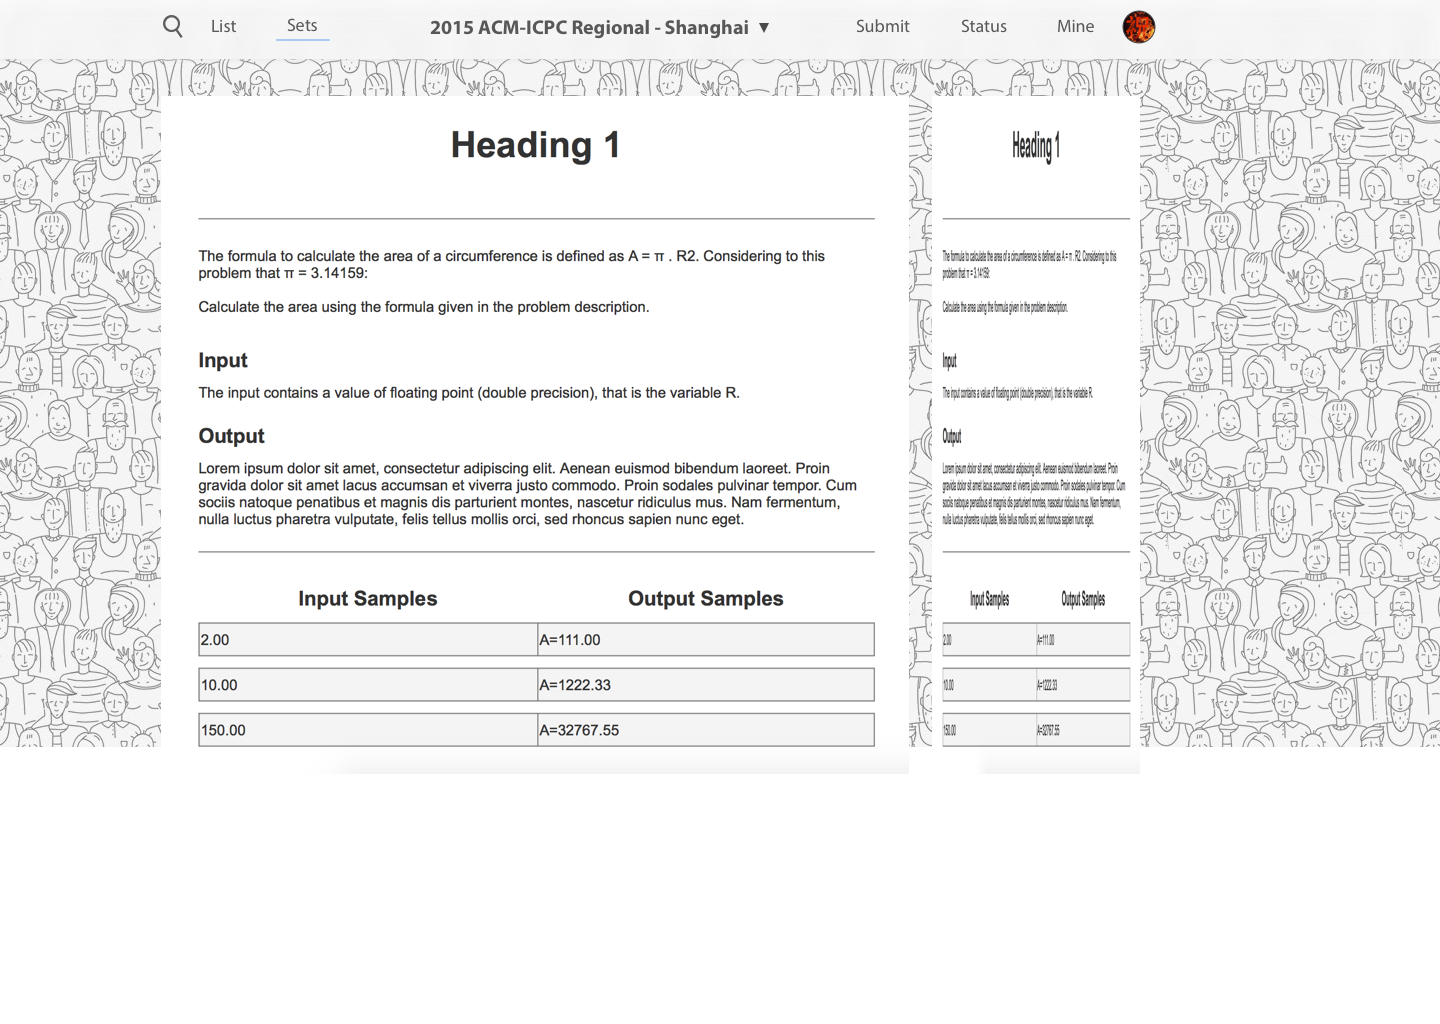 List
Sets
2015 ACM-ICPC Regional - Shanghai ▼
Submit
Status
Mine
Heading 1
The formula to calculate the area of a circumference is defined as A = π . R2. Considering to this
problem that π = 3.14159:
Calculate the area using the formula given in the problem description.
Input
The input contains a value of floating point (double precision), that is the variable R.
Output
Lorem ipsum dolor sit amet, consectetur adipiscing elit. Aenean euismod bibendum laoreet. Proin
gravida dolor sit amet lacus accumsan et viverra justo commodo. Proin sodales pulvinar tempor. Cum
sociis natoque penatibus et magnis dis parturient montes, nascetur ridiculus mus. Nam fermentum,
nulla luctus pharetra vulputate, felis tellus mollis orci, sed rhoncus sapien nunc eget.
Input Samples
Output Samples
2.00
A=111.00
10.00
A=1222.33
150.00
A=32767.55
Heading 1
The formula to calculate the area of a circumference is defined as A = π . R2. Considering to this
problem that π = 3.14159:
Calculate the area using the formula given in the problem description.
Input
The input contains a value of floating point (double precision), that is the variable R.
Output
Lorem ipsum dolor sit amet, consectetur adipiscing elit. Aenean euismod bibendum laoreet. Proin
gravida dolor sit amet lacus accumsan et viverra justo commodo. Proin sodales pulvinar tempor. Cum
sociis natoque penatibus et magnis dis parturient montes, nascetur ridiculus mus. Nam fermentum,
nulla luctus pharetra vulputate, felis tellus mollis orci, sed rhoncus sapien nunc eget.
Input Samples
Output Samples
2.00
A=111.00
10.00
A=1222.33
150.00
A=32767.55